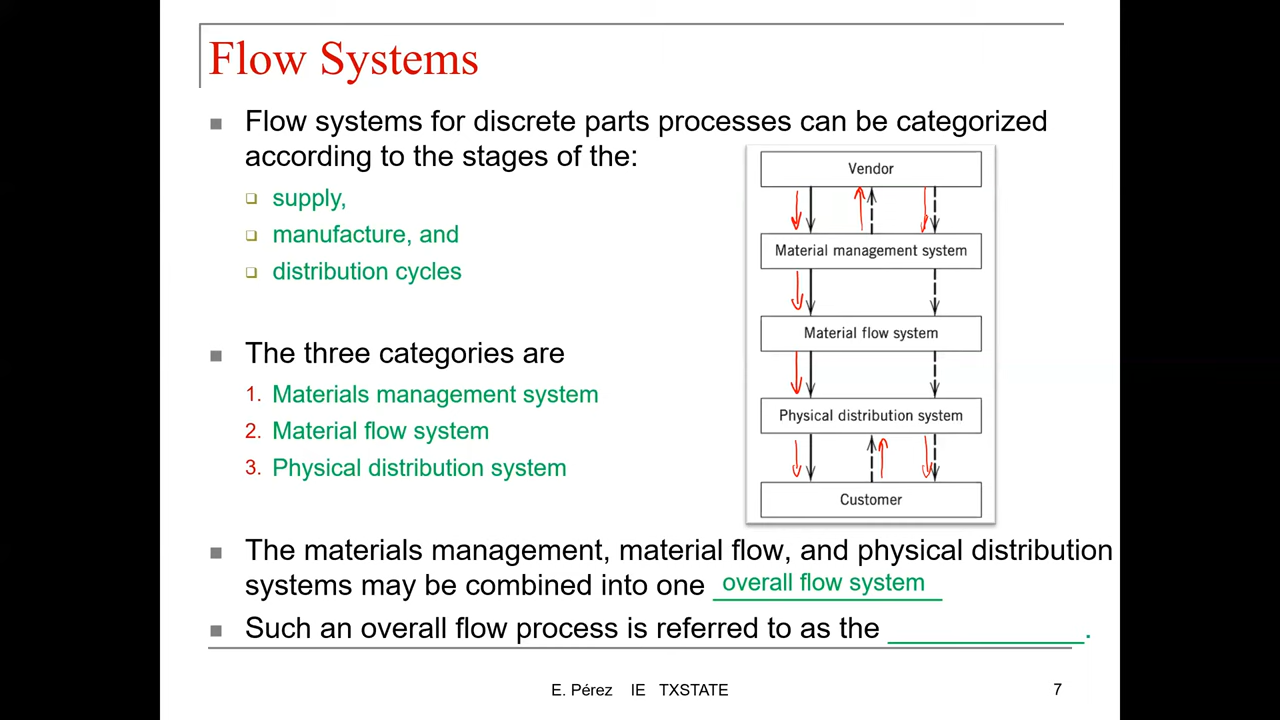 Flow Systems
Flow systems for discrete parts processes can be categorized
according to the stages of the:
supply,
manufacture, and
distribution cycles
The three categories are
1. Materials management system
2. Material flow system
3. Physical distribution system
Vendor
Material management system
Material flow system
Physical distribution system
Customer
The materials management, material flow, and physical distribution
systems may be combined into one overall flow system
Such an overall flow process is referred to as the ____________.
E. Pérez IE TXSTATE
7